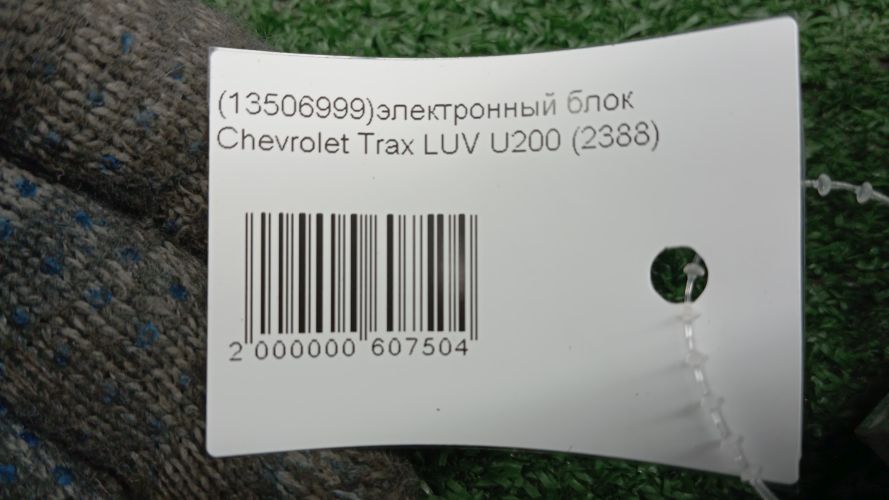 (13506999)электронный блок
Chevrolet Trax LUV U200 (2388)
2 000000 607504